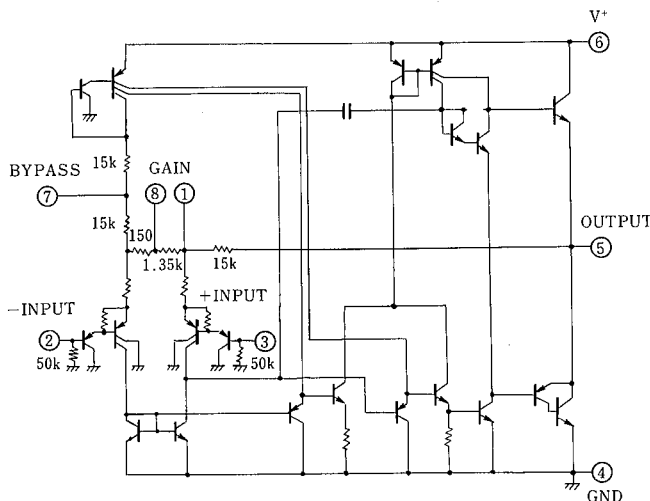 V⁺
6
15k
BYPASS
GAIN
7
8
1
15k
150
1.35k
15k
OUTPUT
5
−INPUT
+INPUT
2
3
50k
50k
4
GND